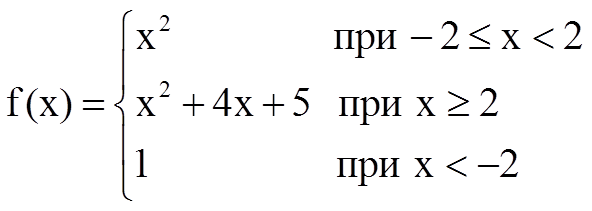 x² при − 2 ≤ x < 2
f(x) = { x² + 4x + 5 при x ≥ 2
1 при x < −2